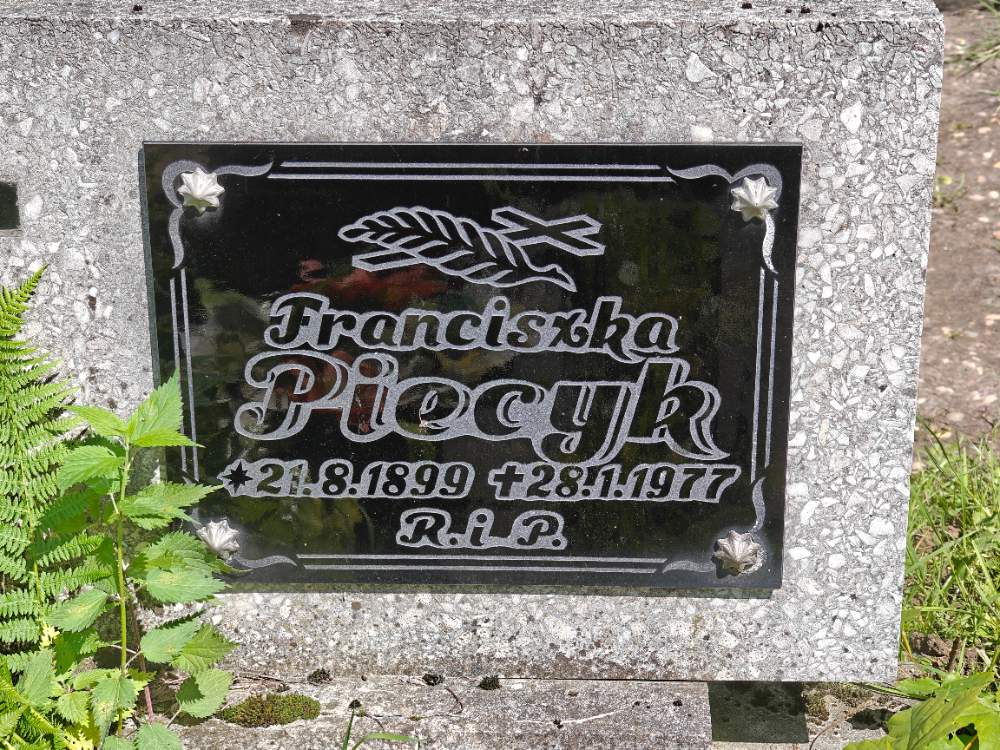 Franciszka
Piecyk
*21.8.1899 ✝28.1.1977
R.i P.